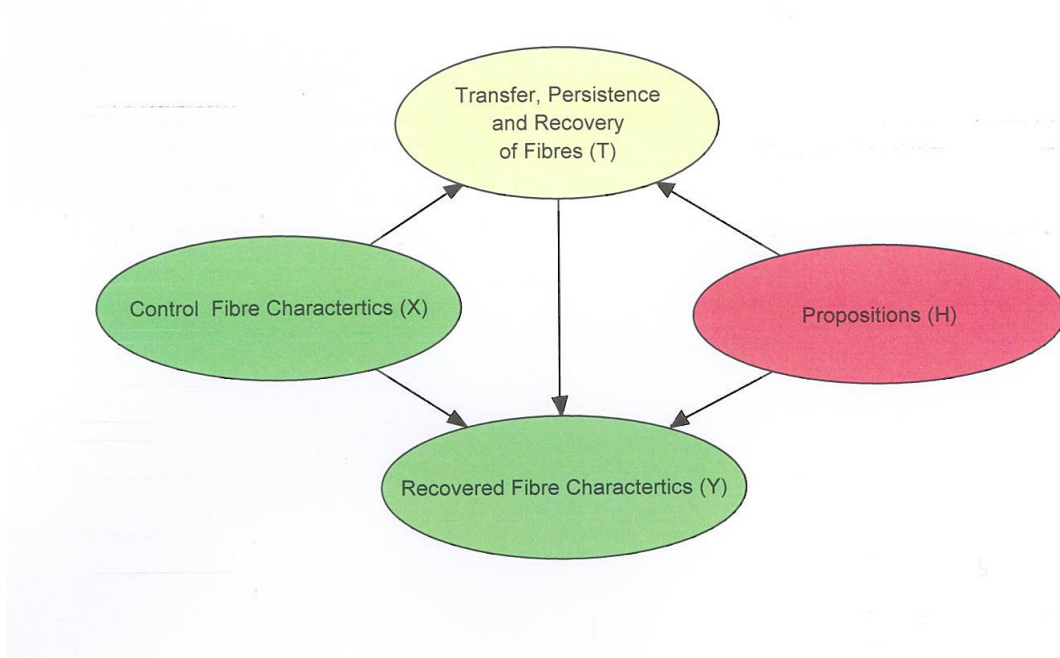 Transfer, Persistence
and Recovery
of Fibres (T)
Control Fibre Charactertics (X)
Propositions (H)
Recovered Fibre Charactertics (Y)